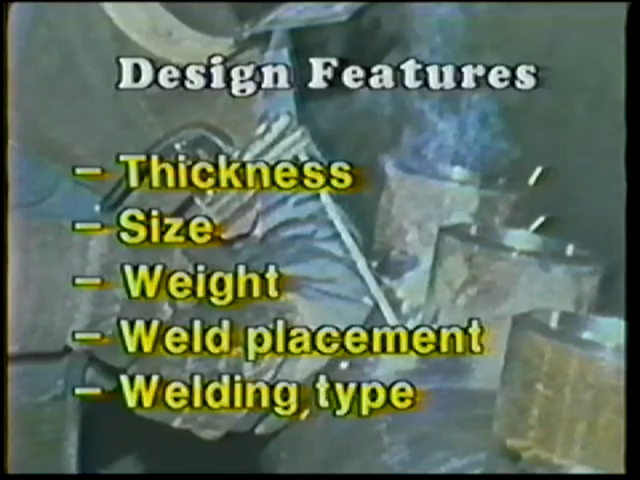 Design Features
– Thickness
– Size
– Weight
– Weld placement
– Welding type